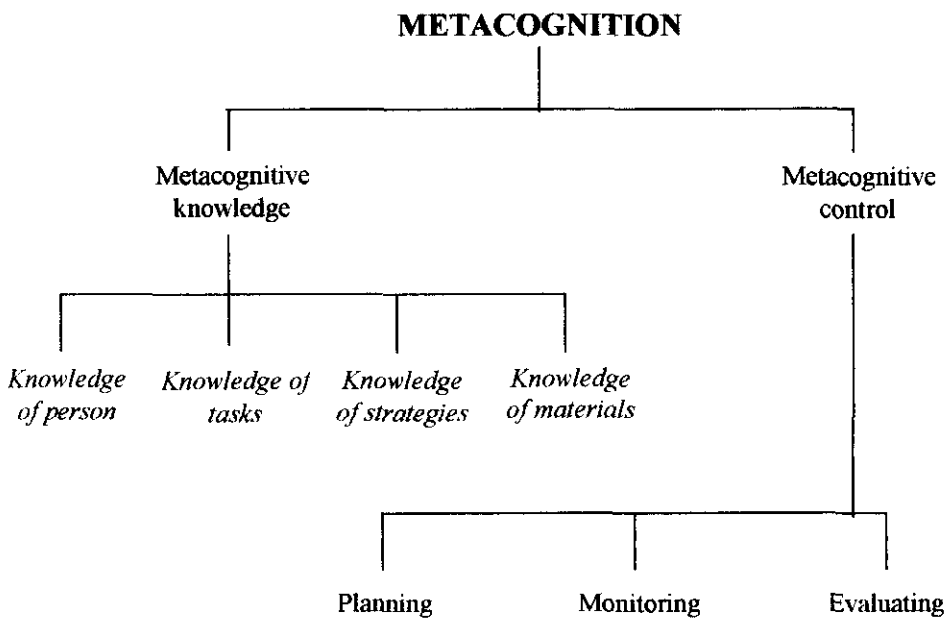 METACOGNITION
Metacognitive
knowledge
Metacognitive
control
Knowledge
of person
Knowledge of
tasks
Knowledge
of strategies
Knowledge
of materials
Planning
Monitoring
Evaluating